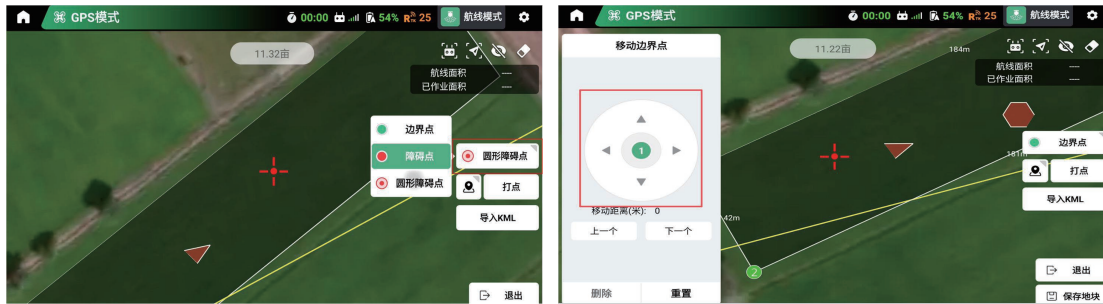 GPS模式
00:00
54%
25
航线模式
11.32亩
航线面积 ----
已作业面积 ----
边界点
障碍点
圆形障碍点
圆形障碍点
打点
导入KML
退出
GPS模式
00:00
54%
25
航线模式
移动边界点
11.22亩
184m
航线面积 ----
已作业面积 ----
1
边界点
181m
打点
导入KML
移动距离(米): 0
42m
上一个
下一个
2
退出
删除
重置
保存地块